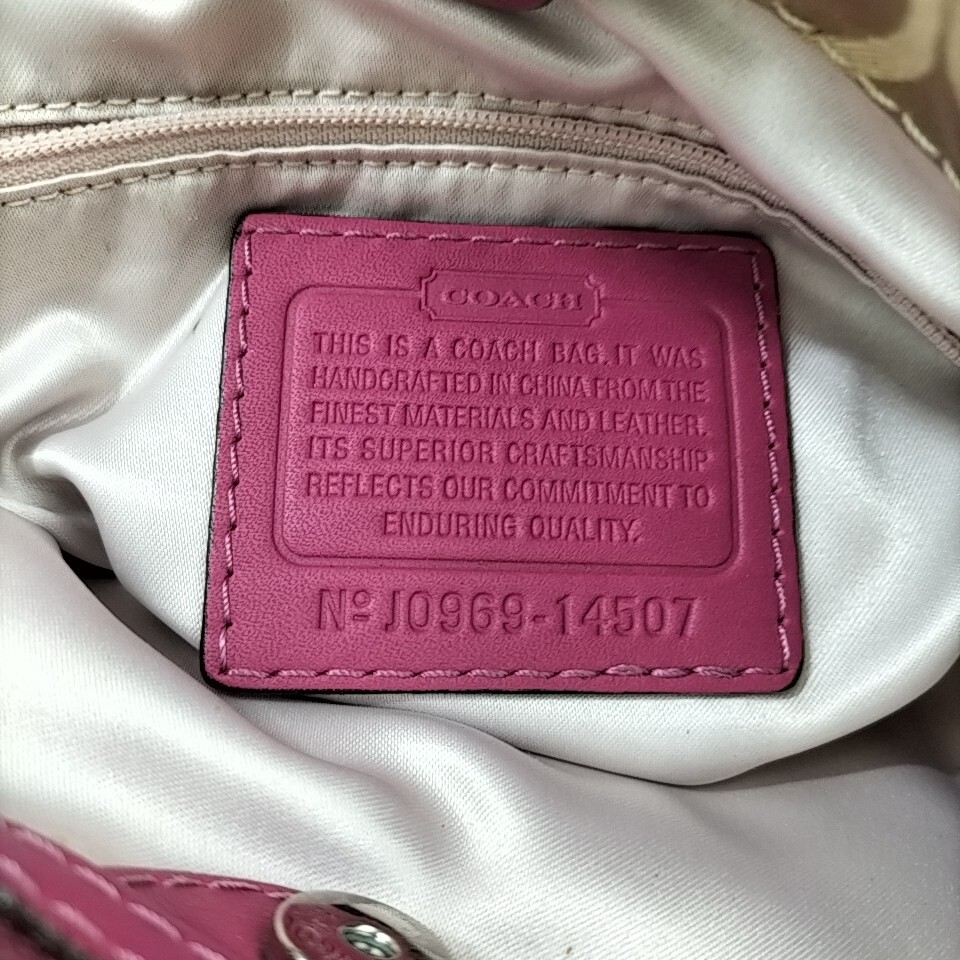 COACH
THIS IS A COACH BAG. IT WAS
HANDCRAFTED IN CHINA FROM THE
FINEST MATERIALS AND LEATHER.
ITS SUPERIOR CRAFTSMANSHIP
REFLECTS OUR COMMITMENT TO
ENDURING QUALITY.
Nº J0969-14507